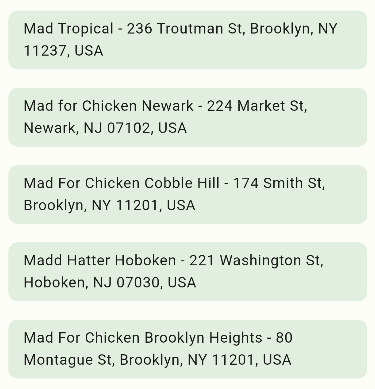 Mad Tropical - 236 Troutman St, Brooklyn, NY
11237, USA
Mad for Chicken Newark - 224 Market St,
Newark, NJ 07102, USA
Mad For Chicken Cobble Hill - 174 Smith St,
Brooklyn, NY 11201, USA
Madd Hatter Hoboken - 221 Washington St,
Hoboken, NJ 07030, USA
Mad For Chicken Brooklyn Heights - 80
Montague St, Brooklyn, NY 11201, USA